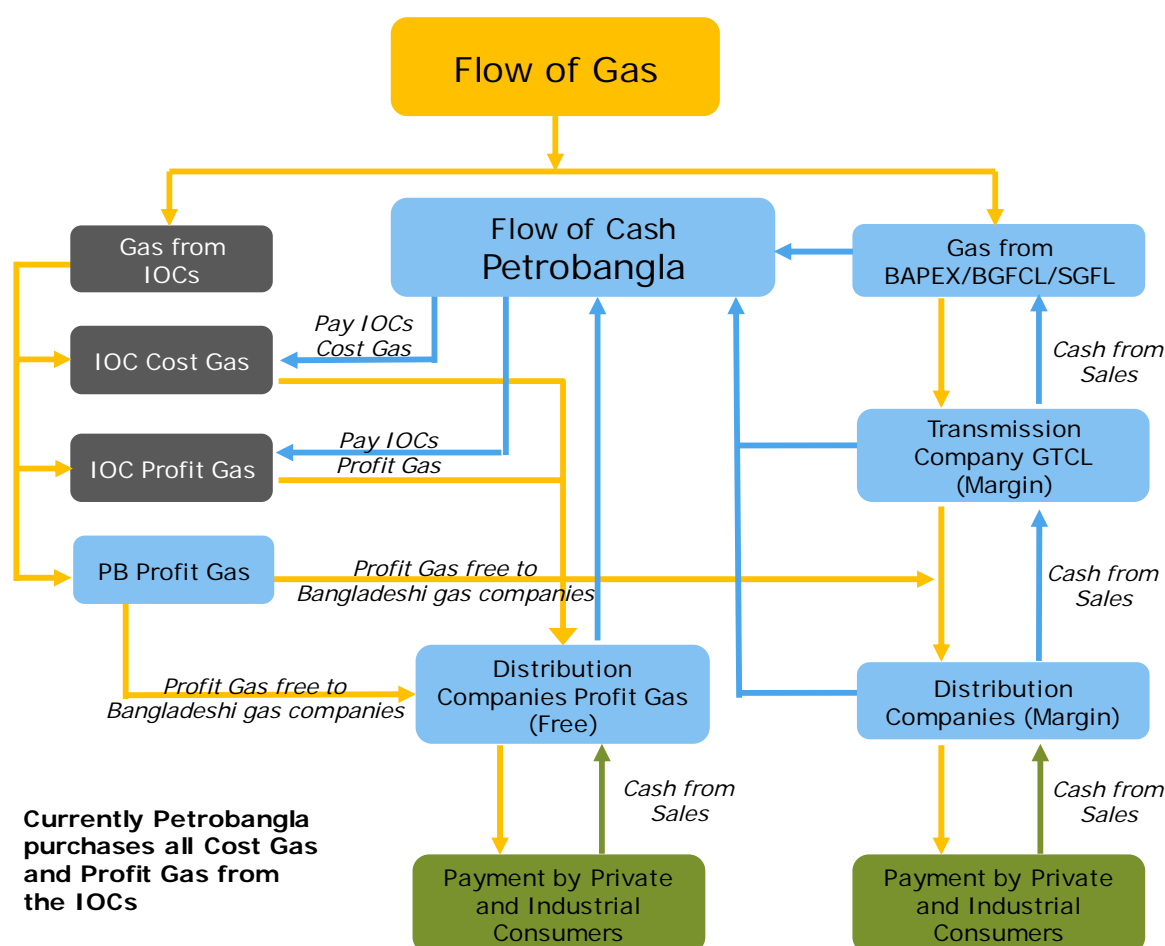 Flow of Gas
Flow of Cash
Petrobangla
Gas from
IOCs
Gas from
BAPEX/BGFCL/SGFL
Pay IOCs
Cost Gas
IOC Cost Gas
Cash from
Sales
Pay IOCs
Profit Gas
IOC Profit Gas
Transmission
Company GTCL
(Margin)
PB Profit Gas
Profit Gas free to
Bangladeshi gas companies
Cash from
Sales
Profit Gas free to
Bangladeshi gas companies
Distribution
Companies Profit Gas
(Free)
Distribution
Companies (Margin)
Cash from
Sales
Cash from
Sales
Currently Petrobangla
purchases all Cost Gas
and Profit Gas from
the IOCs
Payment by Private
and Industrial
Consumers
Payment by Private
and Industrial
Consumers